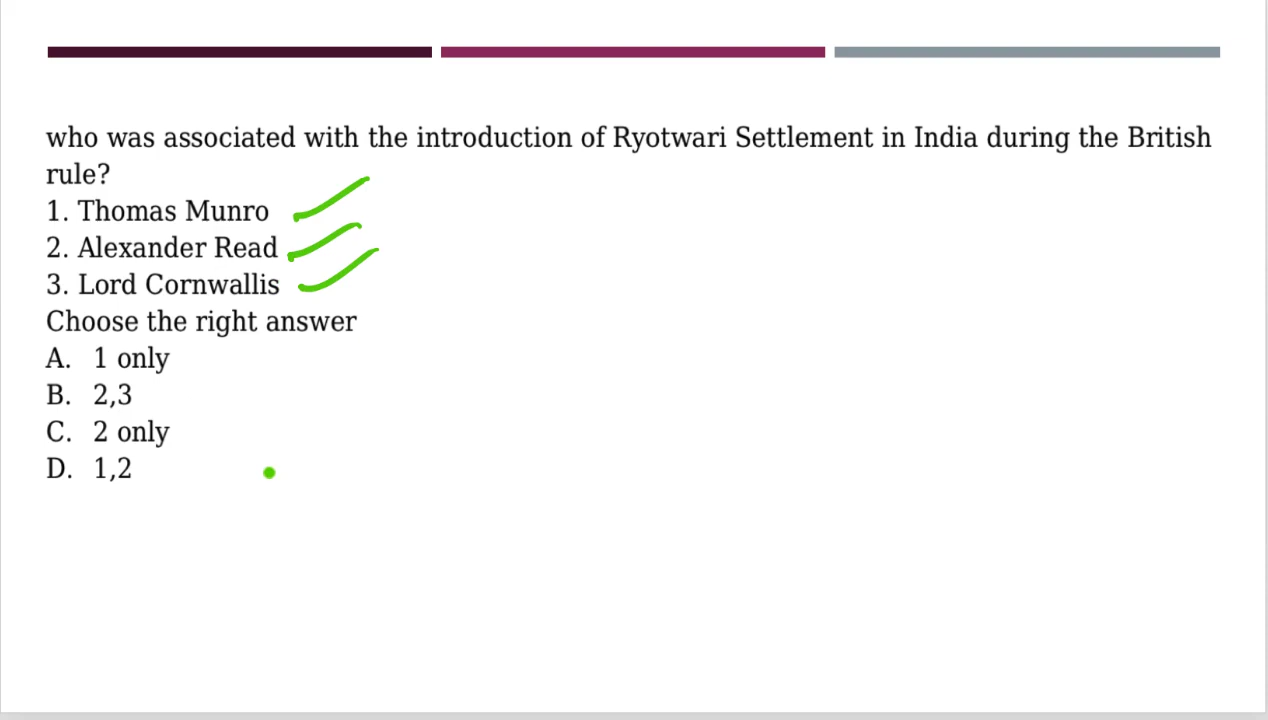 who was associated with the introduction of Ryotwari Settlement in India during the British
rule?
1. Thomas Munro
2. Alexander Read
3. Lord Cornwallis
Choose the right answer
A. 1 only
B. 2,3
C. 2 only
D. 1,2